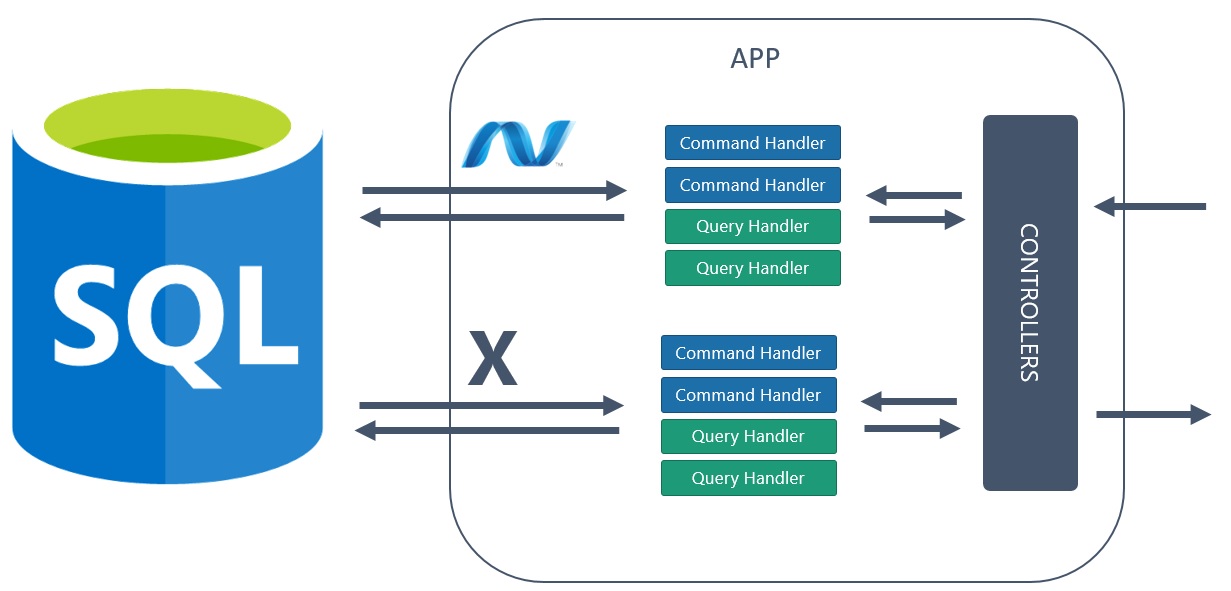 APP
SQL
™
Command Handler
Command Handler
Query Handler
Query Handler
X
Command Handler
Command Handler
Query Handler
Query Handler
CONTROLLERS